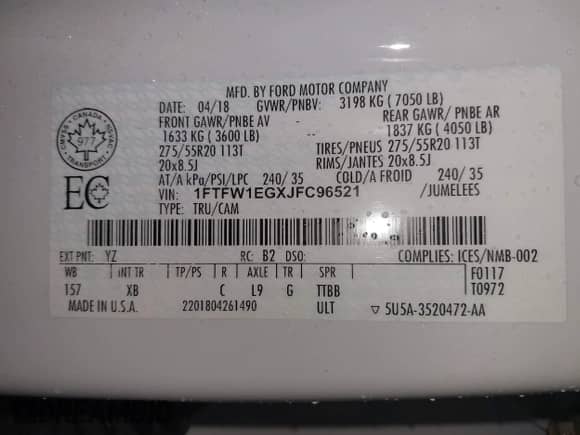 MFD. BY FORD MOTOR COMPANY
DATE: 04/18 GVWR/PNBV: 3198 KG ( 7050 LB)
FRONT GAWR/PNBE AV REAR GAWR/ PNBE AR
1633 KG ( 3600 LB) 1837 KG ( 4050 LB)
275/55R20 113T TIRES/PNEUS 275/55R20 113T
20x8.5J RIMS/JANTES 20x8.5J
AT/A kPa/PSI/LPC 240/ 35 COLD/A FROID 240/ 35
VIN: 1FTFW1EGXJFC96521 /JUMELEES
TYPE: TRU/CAM
CANADA
977
TRANSPORT
EC
EXT PNT: YZ RC: B2 DSO: COMPLIES: ICES/NMB-002
WB INT TR TP/PS R AXLE TR SPR F0117
157 XB C L9 G TTBB T0972
MADE IN U.S.A. 2201804261490 ULT ▽ 5U5A-3520472-AA